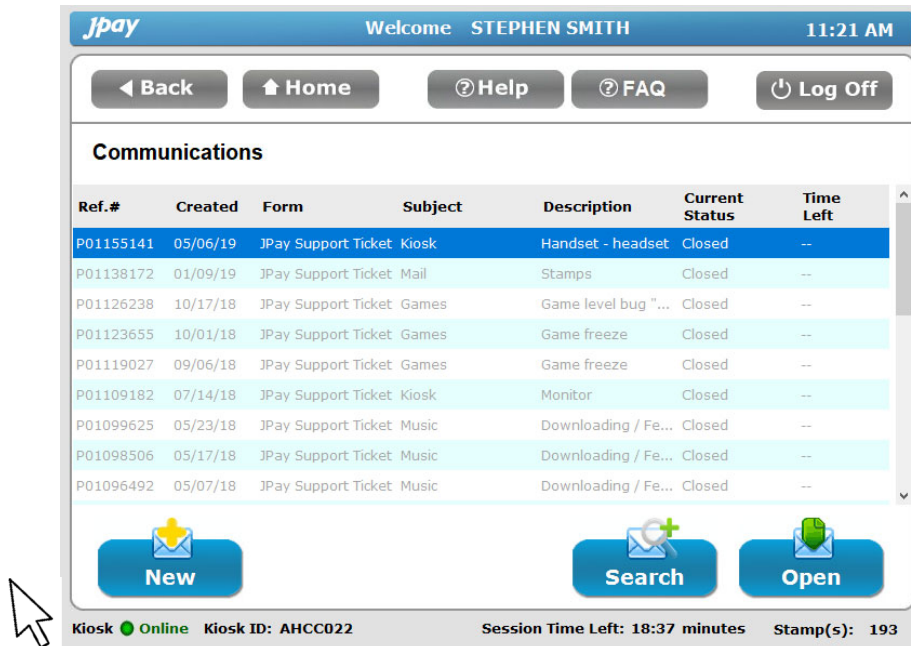 JPay Welcome STEPHEN SMITH 11:21 AM
Back Home ?Help ?FAQ Log Off
Communications
Ref.# Created Form Subject Description Current Status Time Left
P01155141 05/06/19 JPay Support Ticket Kiosk Handset - headset Closed --
P01138172 01/09/19 JPay Support Ticket Mail Stamps Closed --
P01126238 10/17/18 JPay Support Ticket Games Game level bug "... Closed --
P01123655 10/01/18 JPay Support Ticket Games Game freeze Closed --
P01119027 09/06/18 JPay Support Ticket Games Game freeze Closed --
P01109182 07/14/18 JPay Support Ticket Kiosk Monitor Closed --
P01099625 05/23/18 JPay Support Ticket Music Downloading / Fe... Closed --
P01098506 05/17/18 JPay Support Ticket Music Downloading / Fe... Closed --
P01096492 05/07/18 JPay Support Ticket Music Downloading / Fe... Closed --
New Search Open
Kiosk Online Kiosk ID: AHCC022 Session Time Left: 18:37 minutes Stamp(s): 193